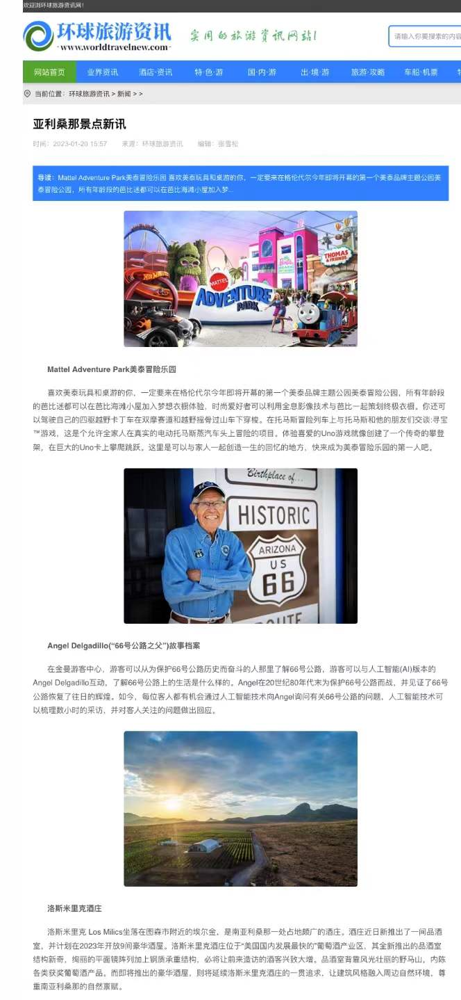 欢迎浏环球旅游资讯网!
环球旅游资讯
-www.worldtravelnew.com-
实用的旅游资讯网站!
请输入你要搜索的内容
网站首页 业界资讯 酒店·资讯 特·色·游 国·内·游 出·境·游 旅游·攻略 车船·机票
当前位置: 环球旅游资讯 > 新闻 > >
亚利桑那景点新讯
时间: 2023-01-20 15:57 来源: 环球旅游资讯 编辑: 张雪松
导读: Mattel Adventure Park美泰冒险乐园 喜欢美泰玩具和桌游的你,一定要来在格伦代尔今年即将开幕的第一个美泰品牌主题公园美
泰冒险公园,所有年龄段的芭比迷都可以在芭比海滩小屋加入梦...
HOT WHEELS
Barbie
BEACH
THOMAS
& FRIENDS
MATTEL
ADVENTURE
PARK
Mattel Adventure Park美泰冒险乐园
喜欢美泰玩具和桌游的你,一定要来在格伦代尔今年即将开幕的第一个美泰品牌主题公园美泰冒险公园,所有年龄段
的芭比迷都可以在芭比海滩小屋加入梦想衣橱体验,时尚爱好者可以利用全息影像技术与芭比一起策划终极衣橱。你还可
以驾驶自己的四驱越野卡丁车在双摩赛道和越野摇骨过山车下穿梭。在托马斯冒险列车上与托马斯和他的朋友们交谈:寻宝
™游戏,这是个允许全家人在真实的电动托马斯蒸汽车头上冒险的项目。体验喜爱的Uno游戏就像创建了一个传奇的攀登
架,在巨大的Uno卡上攀爬跳跃。这里是可以与家人一起创造一生的回忆的地方,快来成为美泰冒险乐园的第一人吧。
Birthplace of...
HISTORIC
ARIZONA
US
66
ROUTE
Angel Delgadillo(“66号公路之父”)故事档案
在金曼游客中心,游客可以从为保护66号公路历史而奋斗的人那里了解66号公路,游客可以与人工智能(AI)版本的
Angel Delgadillo互动,了解66号公路上的生活是什么样的。Angel在20世纪80年代末为保护66号公路而战,并见证了66号
公路恢复了往日的辉煌。如今,每位客人都有机会通过人工智能技术向Angel询问有关66号公路的问题,人工智能技术可
以梳理数小时的采访,并对客人关注的问题做出回应。
洛斯米里克酒庄
洛斯米里克 Los Milics坐落在图森市附近的埃尔金,是南亚利桑那一处占地颇广的酒庄。酒庄近日新推出了一间品酒
室,并计划在2023年开放9间豪华酒屋。洛斯米里克酒庄位于“美国国内发展最快的”葡萄酒产业区,其全新推出的品酒室
结构新奇,绚丽的平面镜阵列加上钢质承重结构,必将让前来造访的酒客兴致大增。品酒室背靠风光壮丽的野马山,内陈
各类获奖葡萄酒产品。而即将推出的豪华酒屋,则将延续洛斯米里克酒庄的一贯追求,让建筑风格融入周边自然环境,尊
重南亚利桑那的自然禀赋。